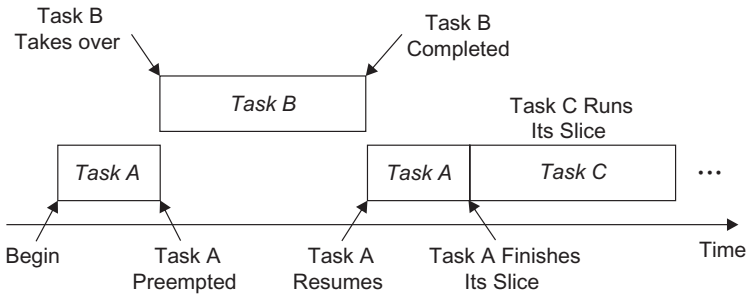 Task B
Takes over
Task B
Completed
Task B
Task C Runs
Its Slice
Task A
Task A
Task C
...
Begin
Task A
Preempted
Task A
Resumes
Task A Finishes
Its Slice
Time